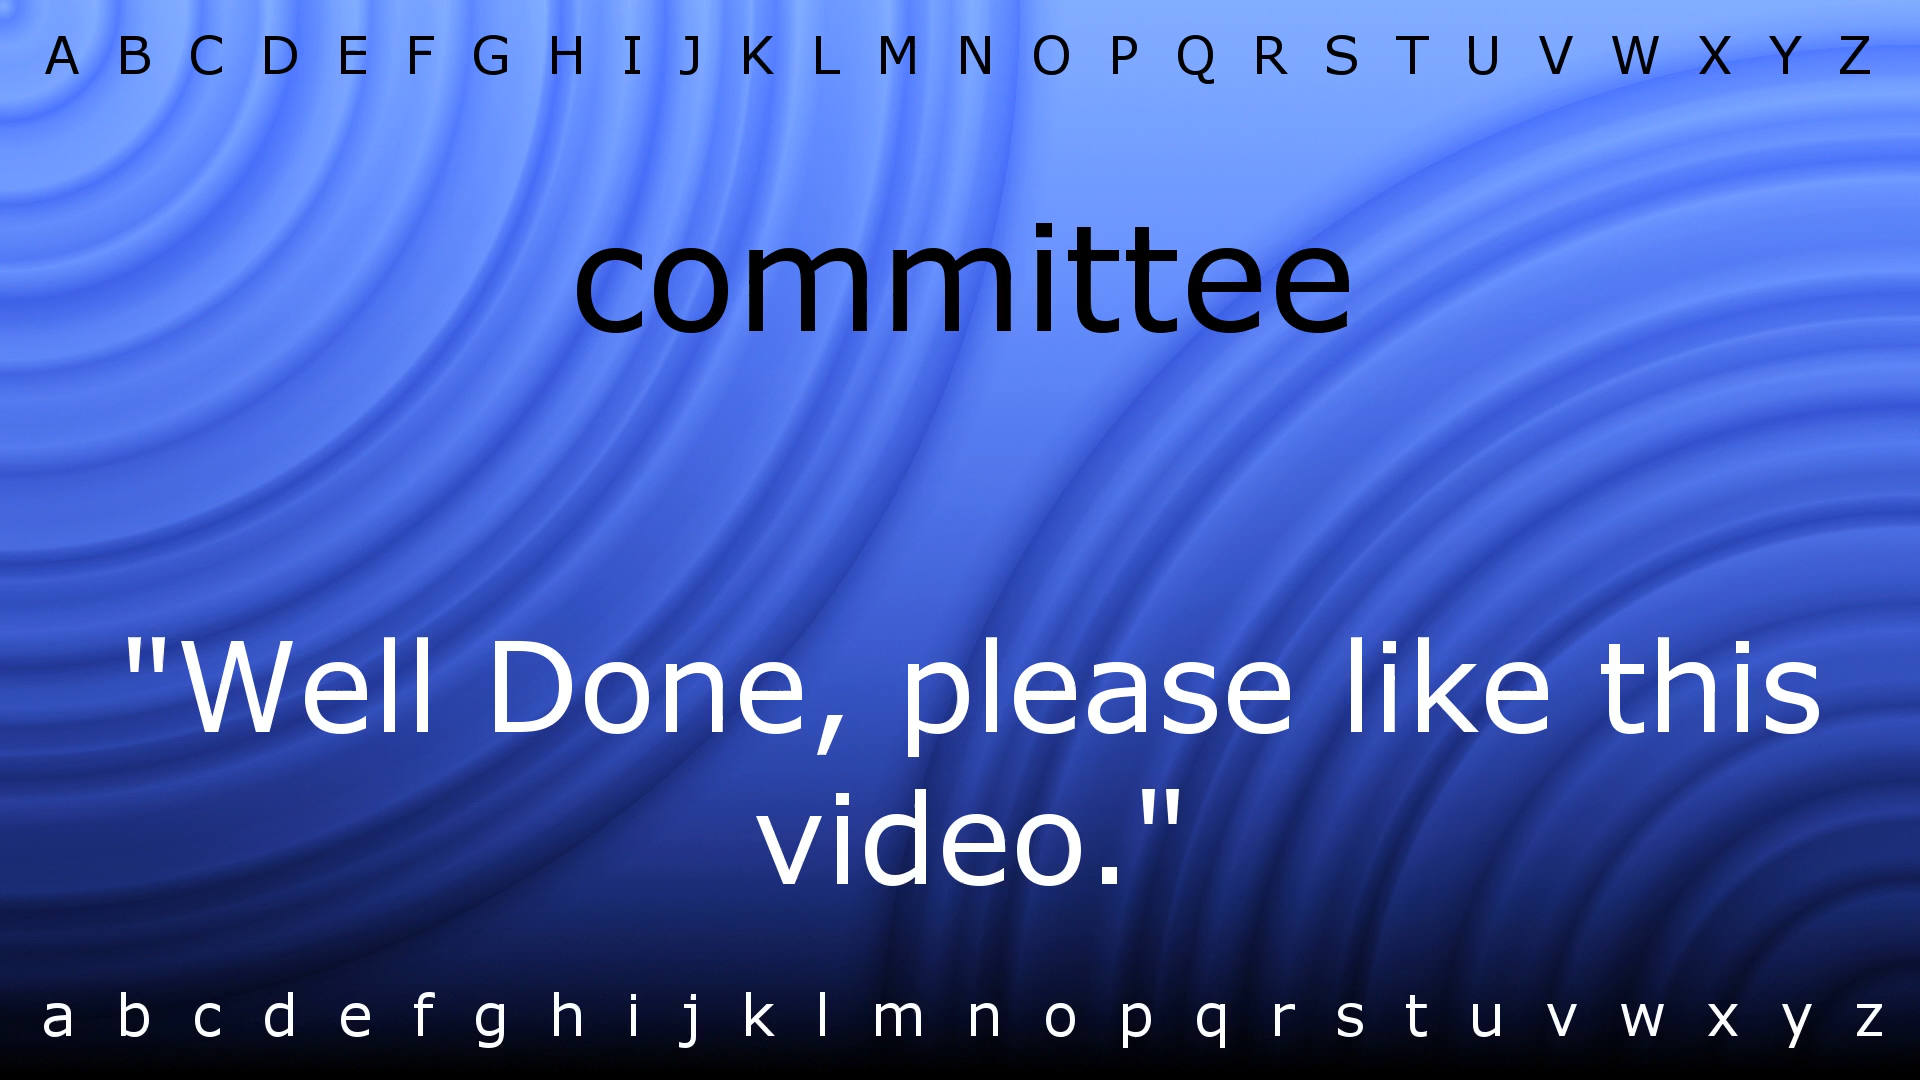 A B C D E F G H I J K L M N O P Q R S T U V W X Y Z
committee
"Well Done, please like this
video."
a b c d e f g h i j k l m n o p q r s t u v w x y z